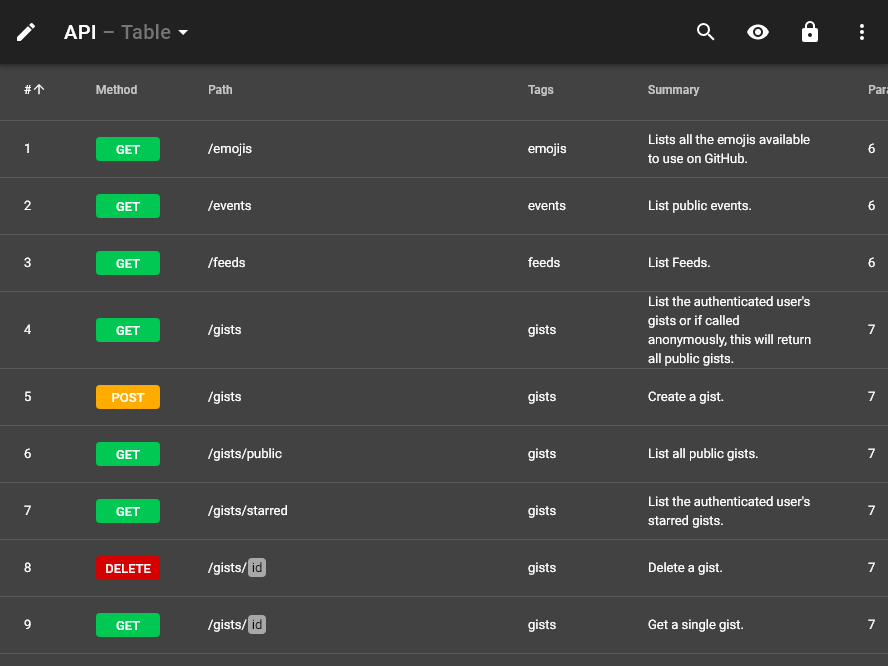 API – Table
# Method Path Tags Summary Para
1 GET /emojis emojis Lists all the emojis available
to use on GitHub. 6
2 GET /events events List public events. 6
3 GET /feeds feeds List Feeds. 6
4 GET /gists gists List the authenticated user's
gists or if called
anonymously, this will return
all public gists. 7
5 POST /gists gists Create a gist. 7
6 GET /gists/public gists List all public gists. 7
7 GET /gists/starred gists List the authenticated user's
starred gists. 7
8 DELETE /gists/ id gists Delete a gist. 7
9 GET /gists/ id gists Get a single gist. 7